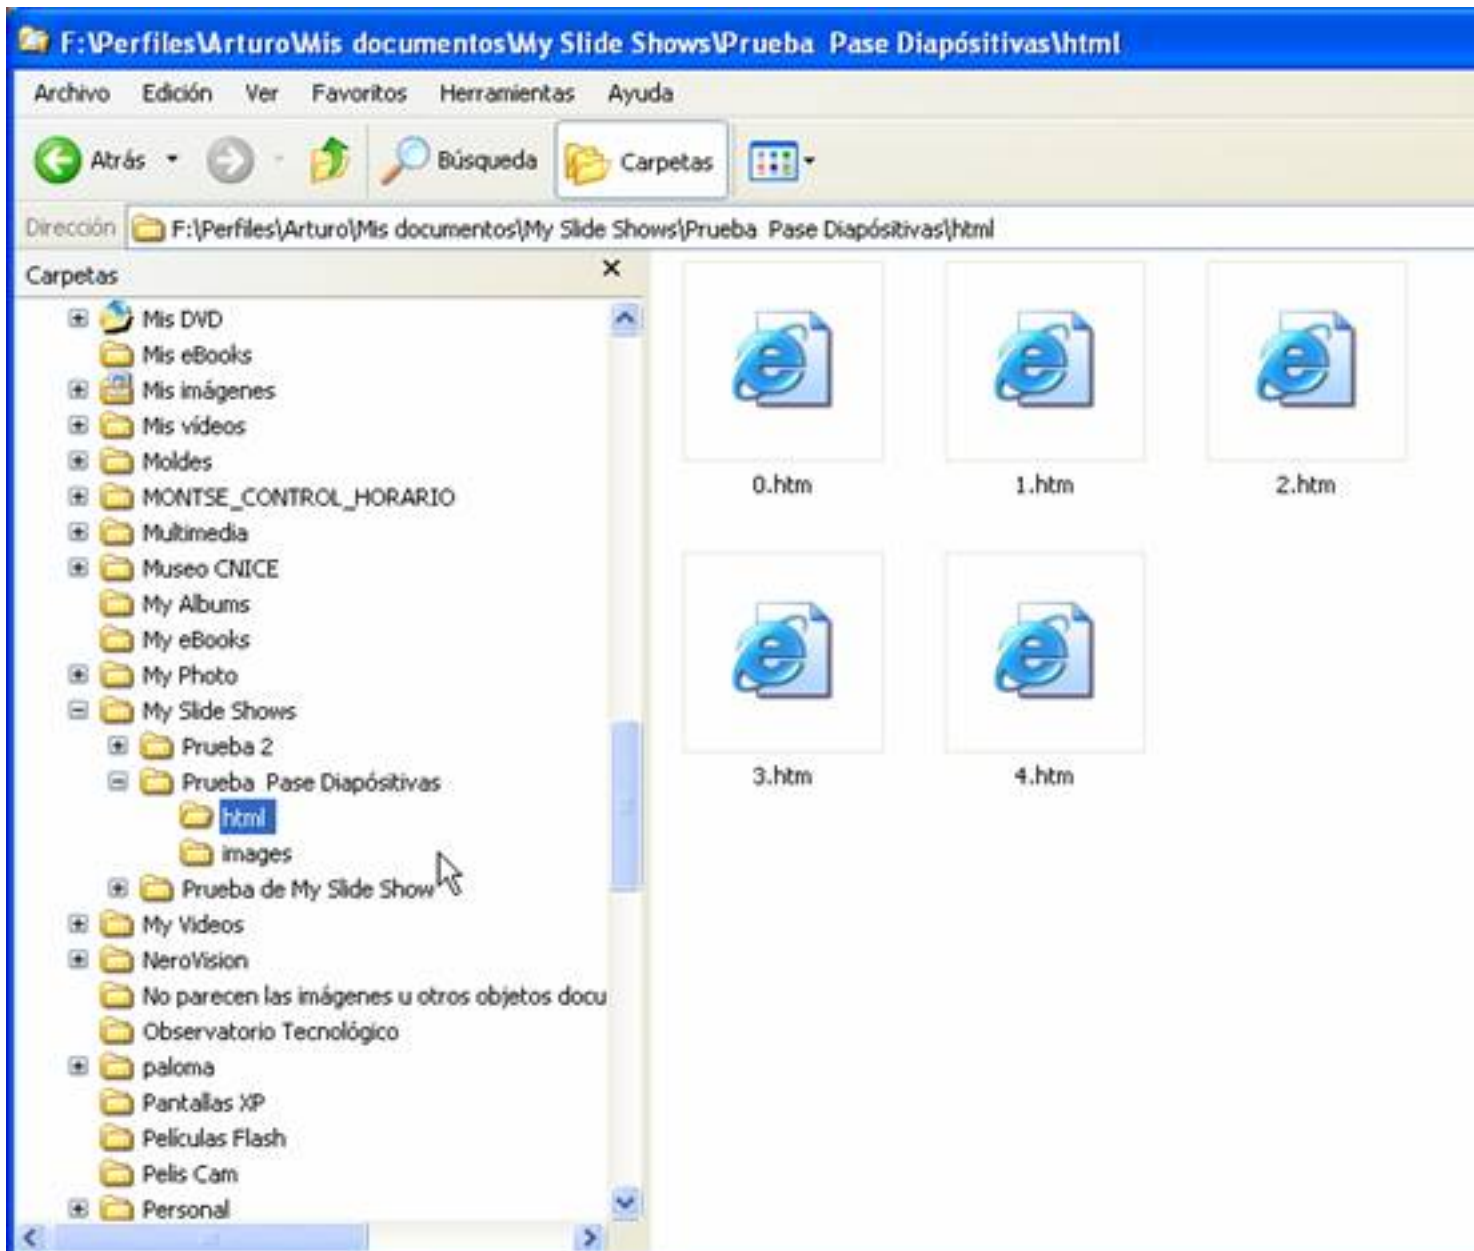 F:\Perfiles\Arturo\Mis documentos\My Slide Shows\Prueba  Pase Diapósitivas\html
Archivo Edición Ver Favoritos Herramientas Ayuda
Atrás Búsqueda Carpetas
Dirección F:\Perfiles\Arturo\Mis documentos\My Slide Shows\Prueba  Pase Diapósitivas\html
Carpetas
Mis DVD
Mis eBooks
Mis imágenes
Mis vídeos
Moldes
MONTSE_CONTROL_HORARIO
Multimedia
Museo CNICE
My Albums
My eBooks
My Photo
My Slide Shows
Prueba 2
Prueba  Pase Diapósitivas
html
images
Prueba de My Slide Show
My Videos
NeroVision
No parecen las imágenes u otros objetos docu
Observatorio Tecnológico
paloma
Pantallas XP
Películas Flash
Pelis Cam
Personal
0.htm 1.htm 2.htm
3.htm 4.htm